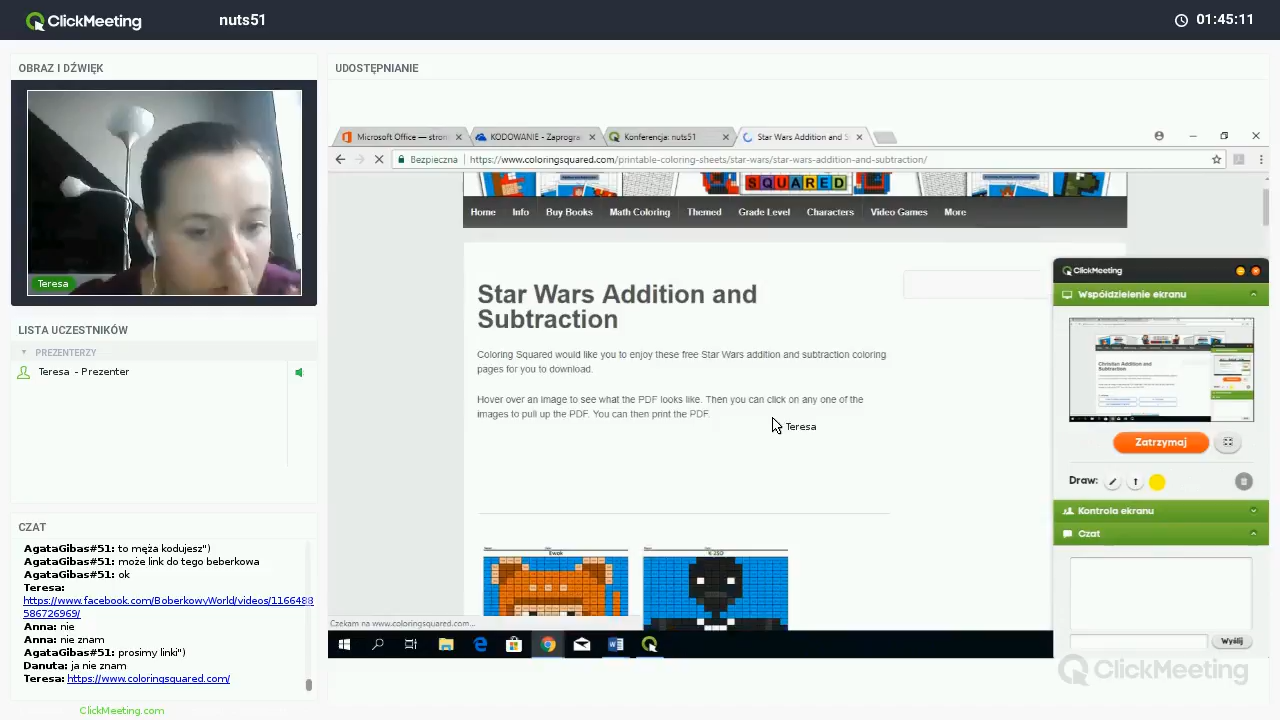 ClickMeeting
nuts51
01:45:11
OBRAZ I DŹWIĘK
Teresa
LISTA UCZESTNIKÓW
PREZENTERZY
Teresa - Prezenter
CZAT
AgataGibas#51: to męża kodujesz")
AgataGibas#51: może link do tego beberkowa
AgataGibas#51: ok
Teresa:
https://www.facebook.com/BoberkowyWorld/videos/1166488
586726969/
Anna: nie
Anna: nie znam
AgataGibas#51: prosimy linki")
Danuta: ja nie znam
Teresa: https://www.coloringsquared.com/
ClickMeeting.com
UDOSTĘPNIANIE
Microsoft Office — stron
KODOWANIE - Zaprogra
Konferencja: nuts51
Star Wars Addition and S
Bezpieczna
https://www.coloringsquared.com/printable-coloring-sheets/star-wars/star-wars-addition-and-subtraction/
SQUARED
Home Info Buy Books Math Coloring Themed Grade Level Characters Video Games More
Star Wars Addition and
Subtraction
Coloring Squared would like you to enjoy these free Star Wars addition and subtraction coloring
pages for you to download.
Hover over an image to see what the PDF looks like. Then you can click on any one of the
images to pull up the PDF. You can then print the PDF.
Teresa
Ewok
K-2SO
Czekam na www.coloringsquared.com...
ClickMeeting
Współdzielenie ekranu
Christian Addition and
Subtraction
Zatrzymaj
Draw:
Kontrola ekranu
Czat
Wyślij
ClickMeeting